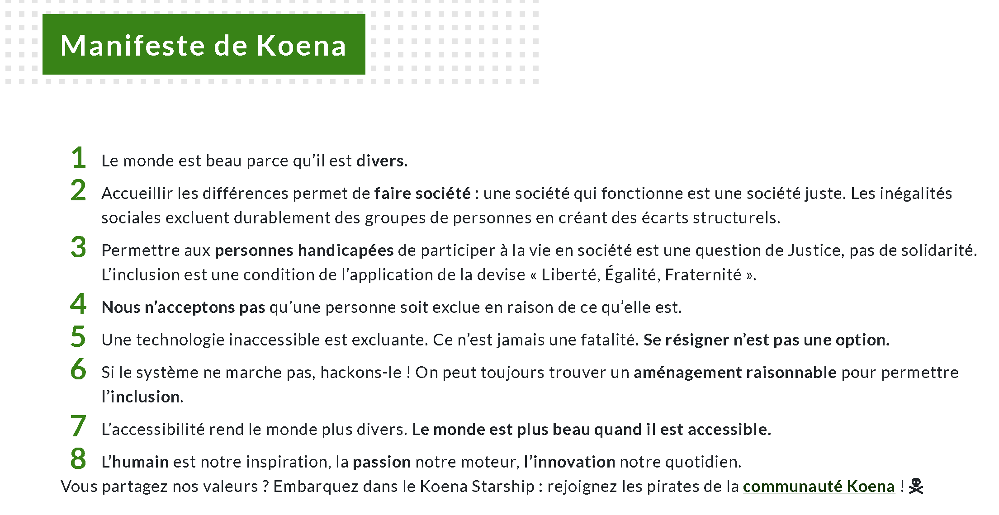 Manifeste de Koena
1 Le monde est beau parce qu’il est divers.
2 Accueillir les différences permet de faire société : une société qui fonctionne est une société juste. Les inégalités
sociales excluent durablement des groupes de personnes en créant des écarts structurels.
3 Permettre aux personnes handicapées de participer à la vie en société est une question de Justice, pas de solidarité.
L’inclusion est une condition de l’application de la devise « Liberté, Égalité, Fraternité ».
4 Nous n’acceptons pas qu’une personne soit exclue en raison de ce qu’elle est.
5 Une technologie inaccessible est excluante. Ce n’est jamais une fatalité. Se résigner n’est pas une option.
6 Si le système ne marche pas, hackons-le ! On peut toujours trouver un aménagement raisonnable pour permettre
l’inclusion.
7 L’accessibilité rend le monde plus divers. Le monde est plus beau quand il est accessible.
8 L’humain est notre inspiration, la passion notre moteur, l’innovation notre quotidien.
Vous partagez nos valeurs ? Embarquez dans le Koena Starship : rejoignez les pirates de la communauté Koena !